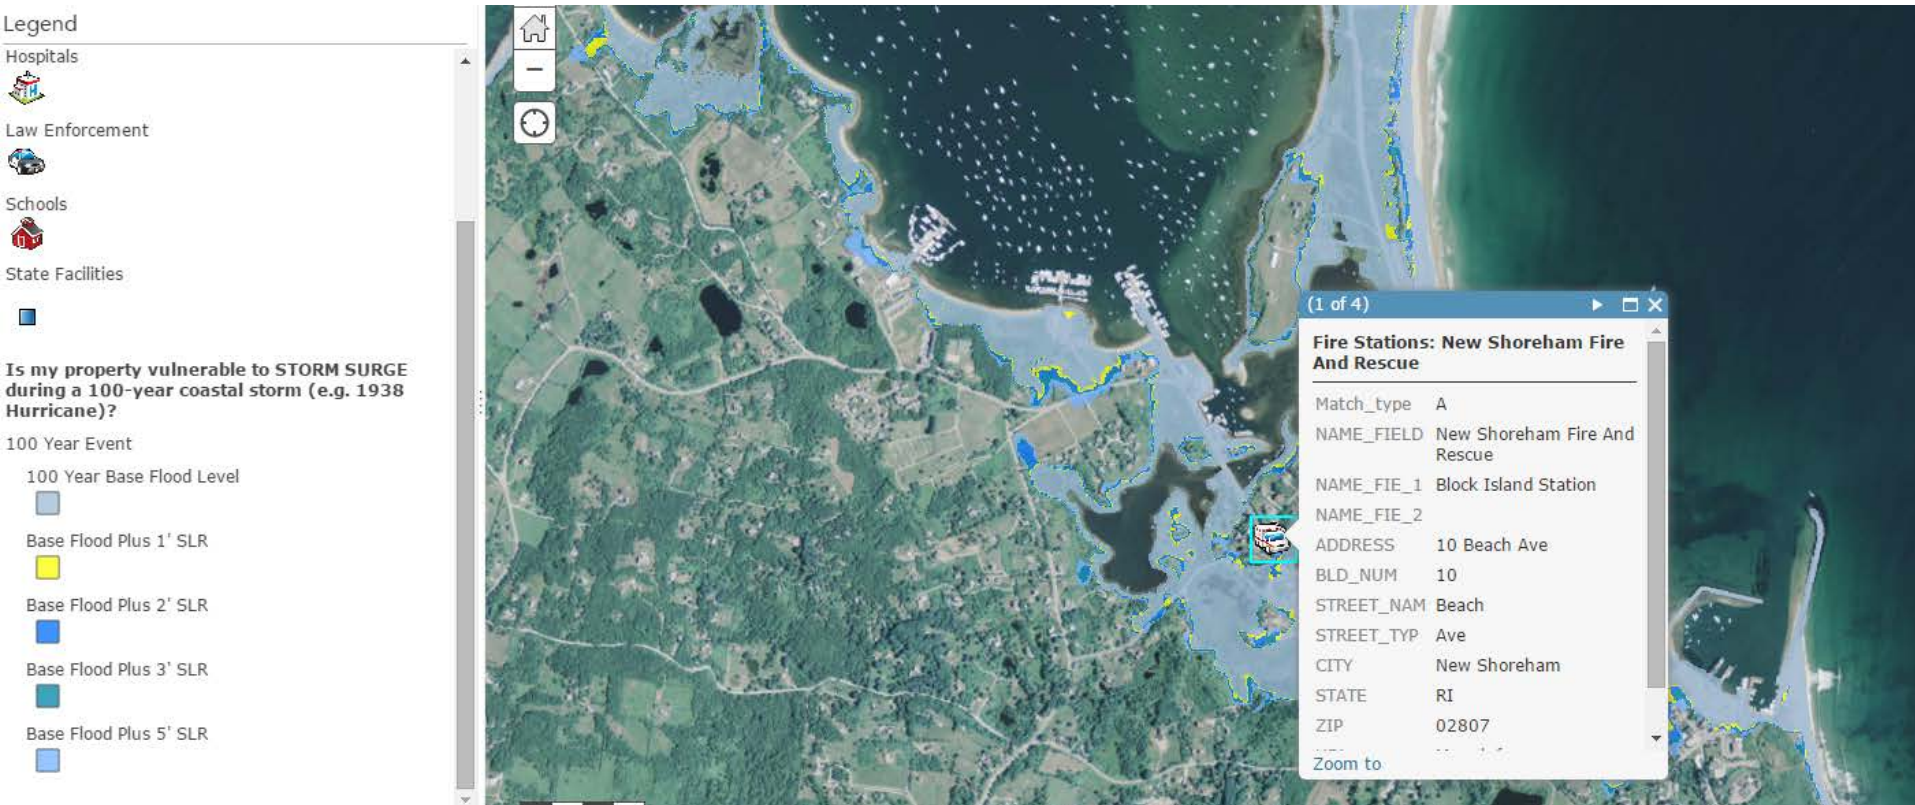 Legend
Hospitals
Law Enforcement
Schools
State Facilities
Is my property vulnerable to STORM SURGE
during a 100-year coastal storm (e.g. 1938
Hurricane)?
100 Year Event
100 Year Base Flood Level
Base Flood Plus 1' SLR
Base Flood Plus 2' SLR
Base Flood Plus 3' SLR
Base Flood Plus 5' SLR
(1 of 4)
Fire Stations: New Shoreham Fire
And Rescue
Match_type A
NAME_FIELD New Shoreham Fire And
Rescue
NAME_FIE_1 Block Island Station
NAME_FIE_2
ADDRESS 10 Beach Ave
BLD_NUM 10
STREET_NAM Beach
STREET_TYP Ave
CITY New Shoreham
STATE RI
ZIP 02807
Zoom to